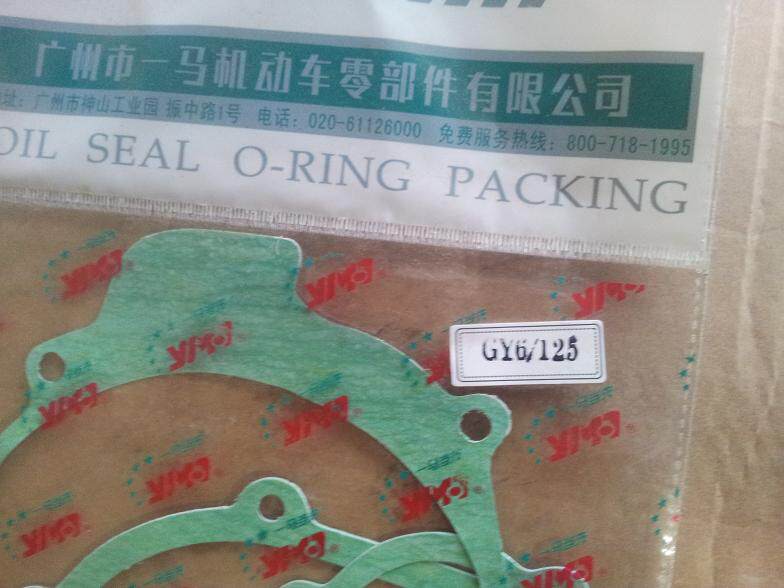 广州市一马机动车零部件有限公司
址：广州市神山工业园 振中路1号 电话：020-61126000 免费服务热线：800-718-1995
OIL SEAL O-RING PACKING
GY6/125